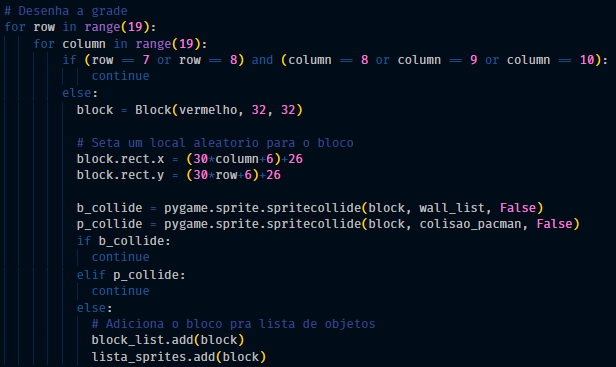 # Desenha a grade
for row in range(19):
    for column in range(19):
        if (row == 7 or row == 8) and (column == 8 or column == 9 or column == 10):
            continue
        else:
          block = Block(vermelho, 32, 32)

          # Seta um local aleatorio para o bloco
          block.rect.x = (30*column+6)+26
          block.rect.y = (30*row+6)+26

          b_collide = pygame.sprite.spritecollide(block, wall_list, False)
          p_collide = pygame.sprite.spritecollide(block, colisao_pacman, False)
          if b_collide:
            continue
          elif p_collide:
            continue
          else:
            # Adiciona o bloco pra lista de objetos
            block_list.add(block)
            lista_sprites.add(block)